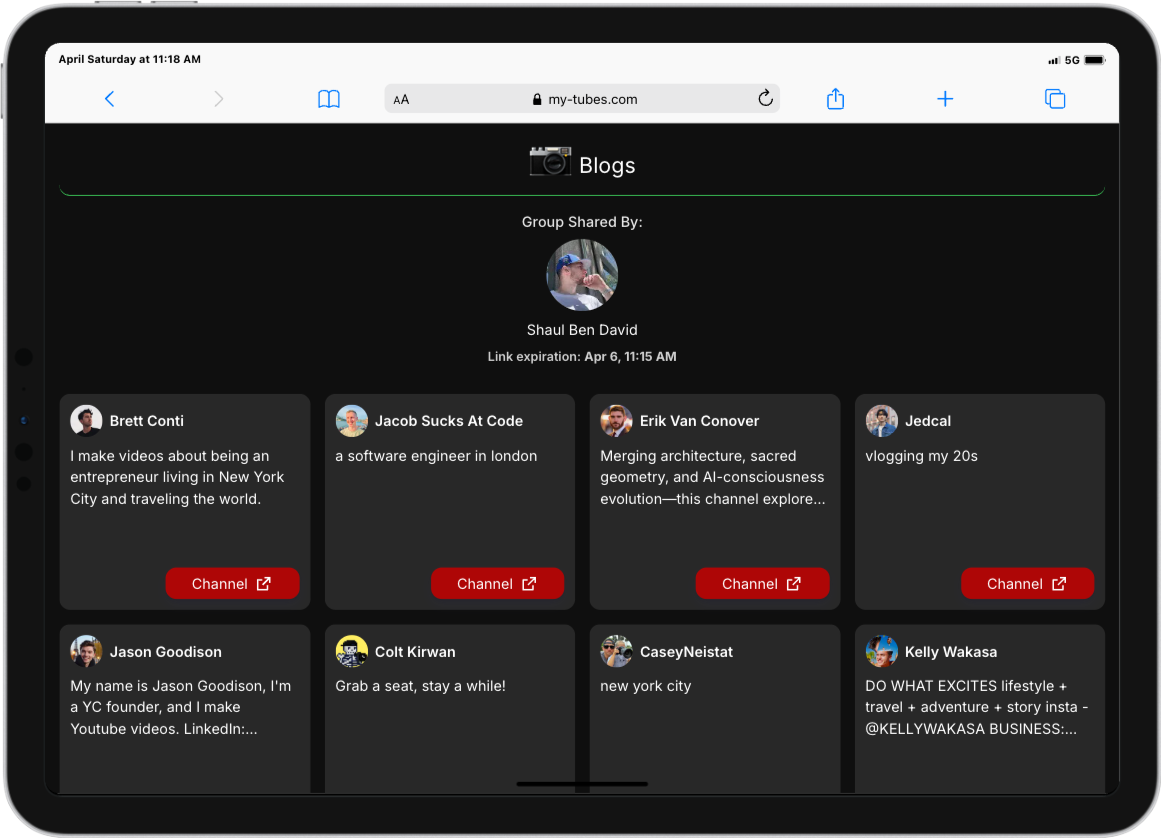 April Saturday at 11:18 AM
5G
AA
my-tubes.com
Blogs
Group Shared By:
Shaul Ben David
Link expiration: Apr 6, 11:15 AM
Brett Conti
I make videos about being an
entrepreneur living in New York
City and traveling the world.
Channel
Jacob Sucks At Code
a software engineer in london
Channel
Erik Van Conover
Merging architecture, sacred
geometry, and AI-consciousness
evolution—this channel explore...
Channel
Jedcal
vlogging my 20s
Channel
Jason Goodison
My name is Jason Goodison, I'm
a YC founder, and I make
Youtube videos. LinkedIn:...
Colt Kirwan
Grab a seat, stay a while!
CaseyNeistat
new york city
Kelly Wakasa
DO WHAT EXCITES lifestyle +
travel + adventure + story insta -
@KELLYWAKASA BUSINESS:...